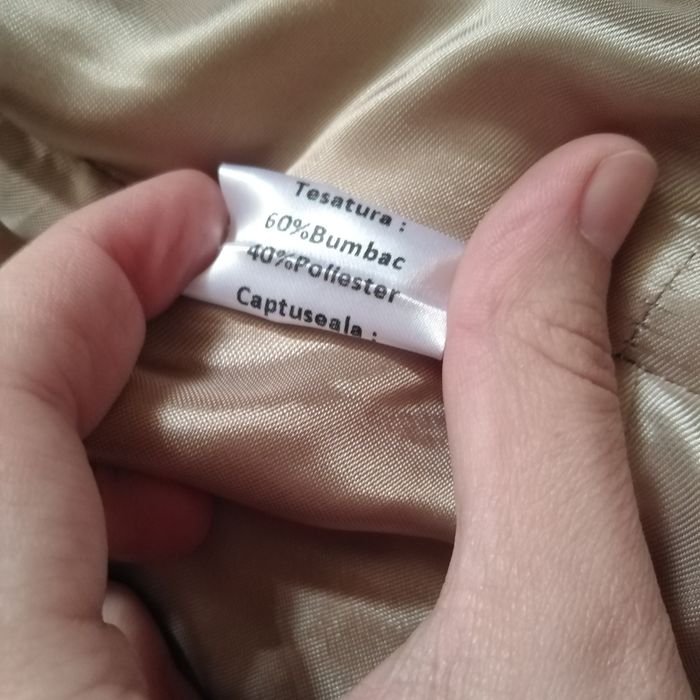 Tesatura :
60%Bumbac
40%Poliester
Captuseala :